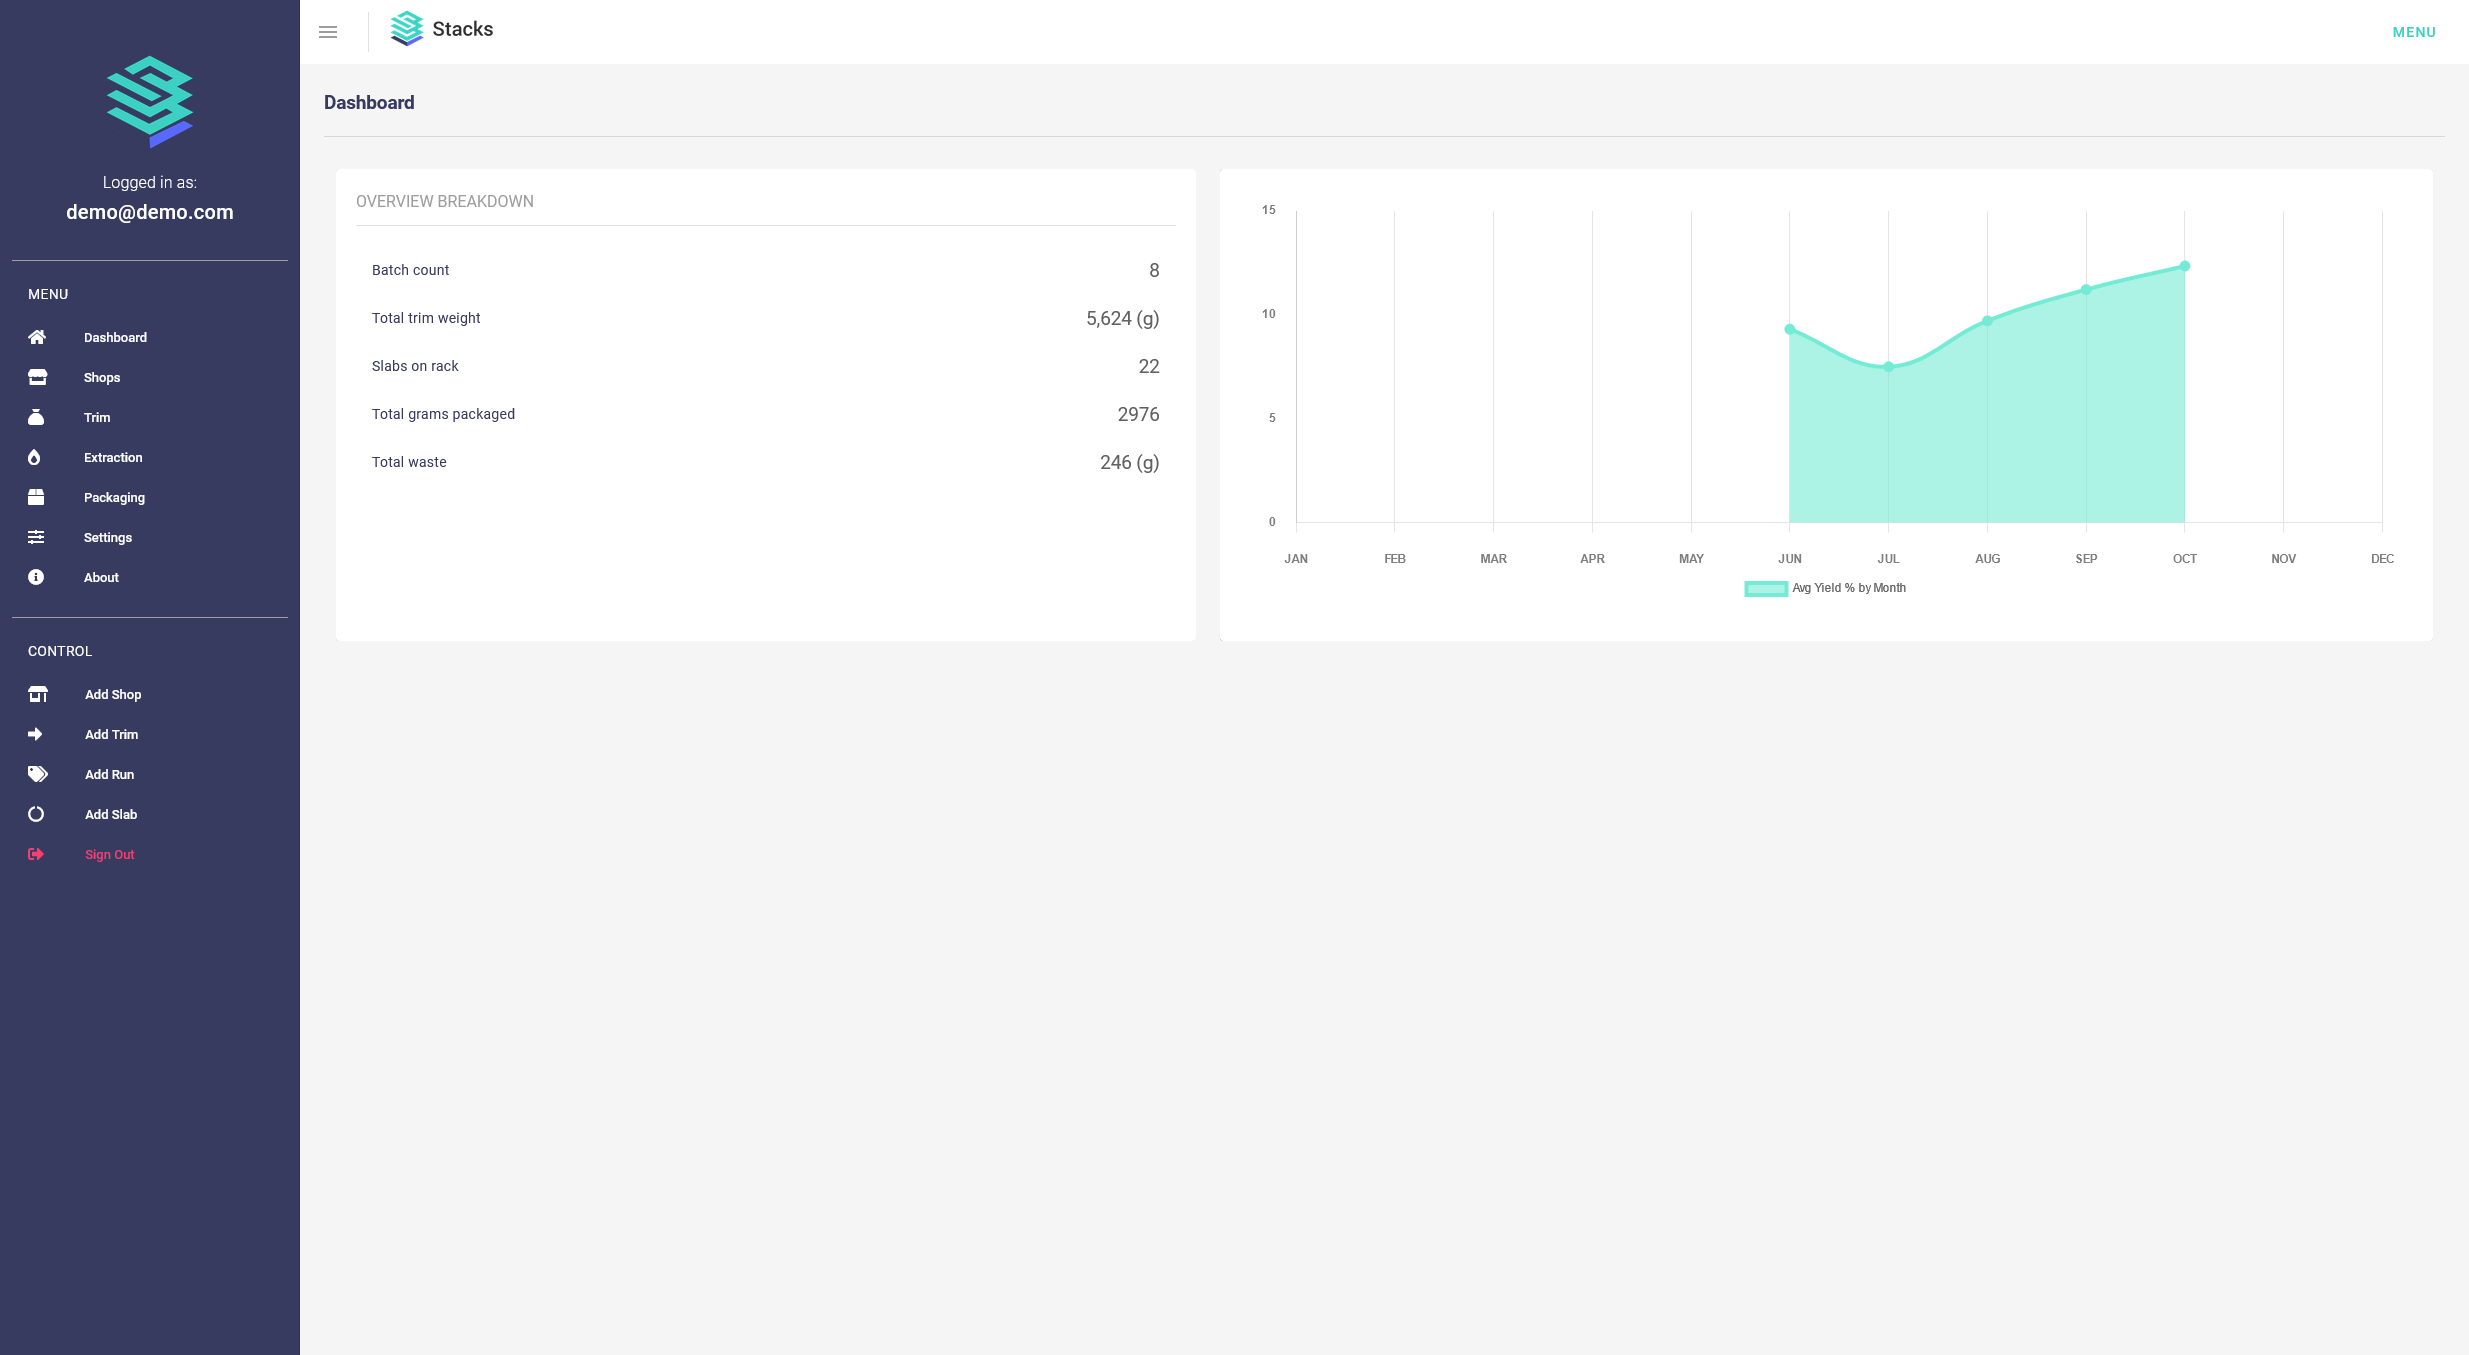 Logged in as:
demo@demo.com
MENU
Dashboard
Shops
Trim
Extraction
Packaging
Settings
About
CONTROL
Add Shop
Add Trim
Add Run
Add Slab
Sign Out
Stacks
MENU
Dashboard
OVERVIEW BREAKDOWN
Batch count 8
Total trim weight 5,624 (g)
Slabs on rack 22
Total grams packaged 2976
Total waste 246 (g)
15
10
5
0
JAN FEB MAR APR MAY JUN JUL AUG SEP OCT NOV DEC
Avg Yield % by Month